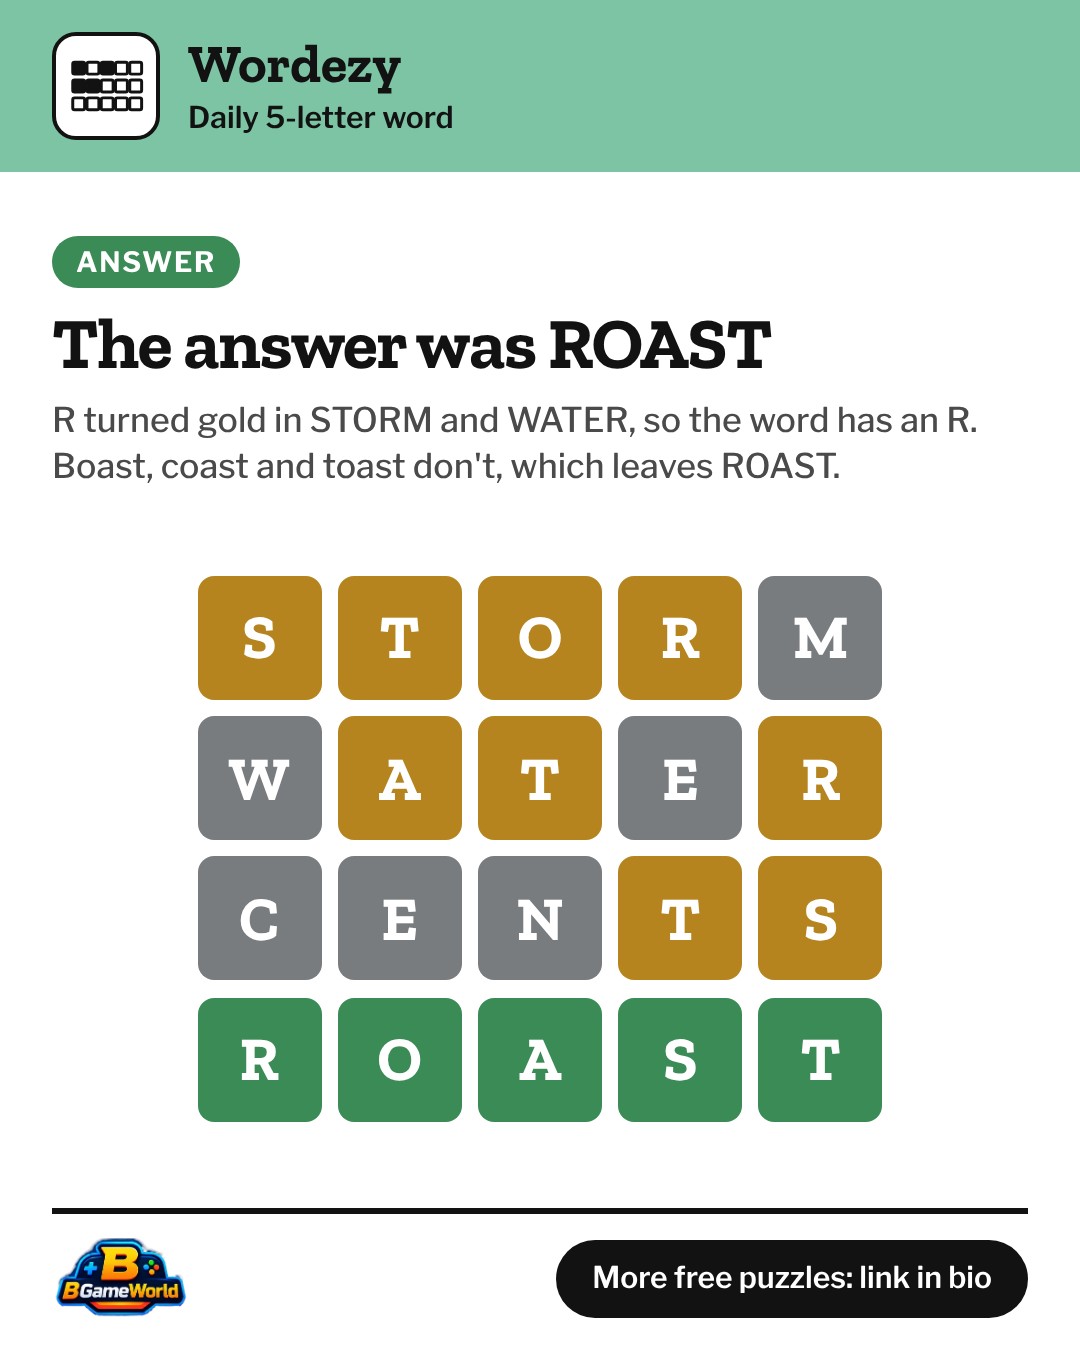 Wordezy
Daily 5-letter word
ANSWER
The answer was ROAST
R turned gold in STORM and WATER, so the word has an R.
Boast, coast and toast don't, which leaves ROAST.
S T O R M
W A T E R
C E N T S
R O A S T
B
BGameWorld
More free puzzles: link in bio